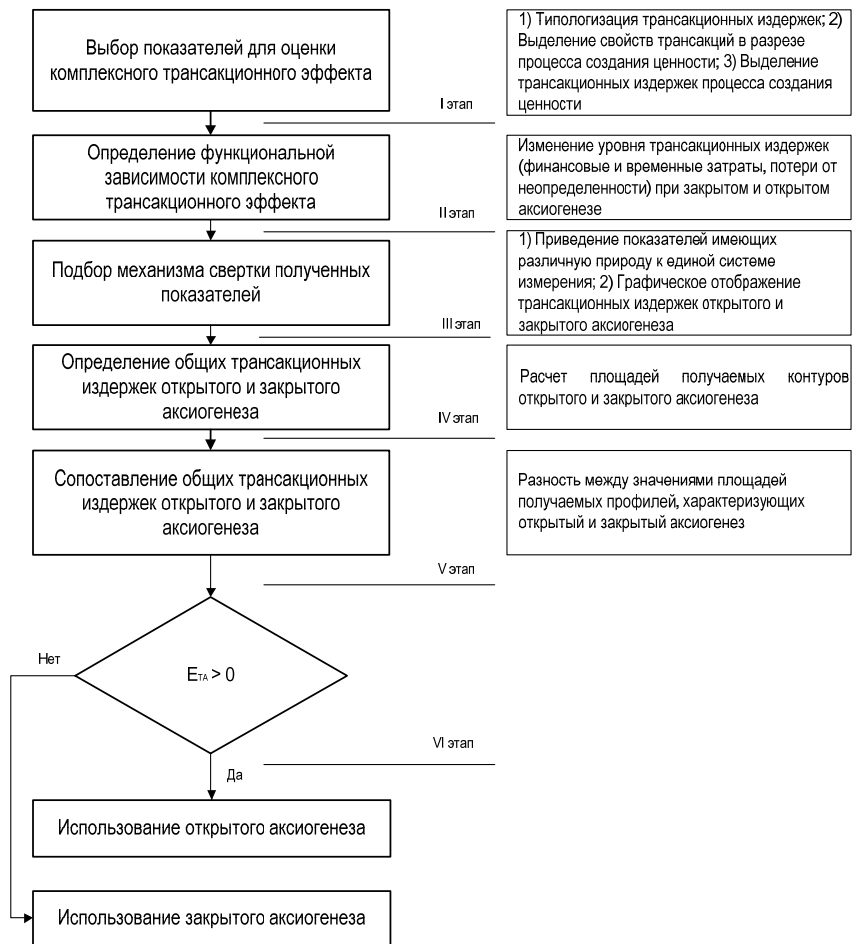 Выбор показателей для оценки
комплексного трансакционного эффекта
1) Типологизация трансакционных издержек; 2)
Выделение свойств трансакций в разрезе
процесса создания ценности; 3) Выделение
трансакционных издержек процесса создания
ценности
I этап
Определение функциональной
зависимости комплексного
трансакционного эффекта
Изменение уровня трансакционных издержек
(финансовые и временные затраты, потери от
неопределенности) при закрытом и открытом
аксиогенезе
II этап
Подбор механизма свертки полученных
показателей
1) Приведение показателей имеющих
различную природу к единой системе
измерения; 2) Графическое отображение
трансакционных издержек открытого и
закрытого аксиогенеза
III этап
Определение общих трансакционных
издержек открытого и закрытого
аксиогенеза
Расчет площадей получаемых контуров
открытого и закрытого аксиогенеза
IV этап
Сопоставление общих трансакционных
издержек открытого и закрытого
аксиогенеза
Разность между значениями площадей
получаемых профилей, характеризующих
открытый и закрытый аксиогенез
V этап
Нет
EТА > 0
VI этап
Да
Использование открытого аксиогенеза
Использование закрытого аксиогенеза